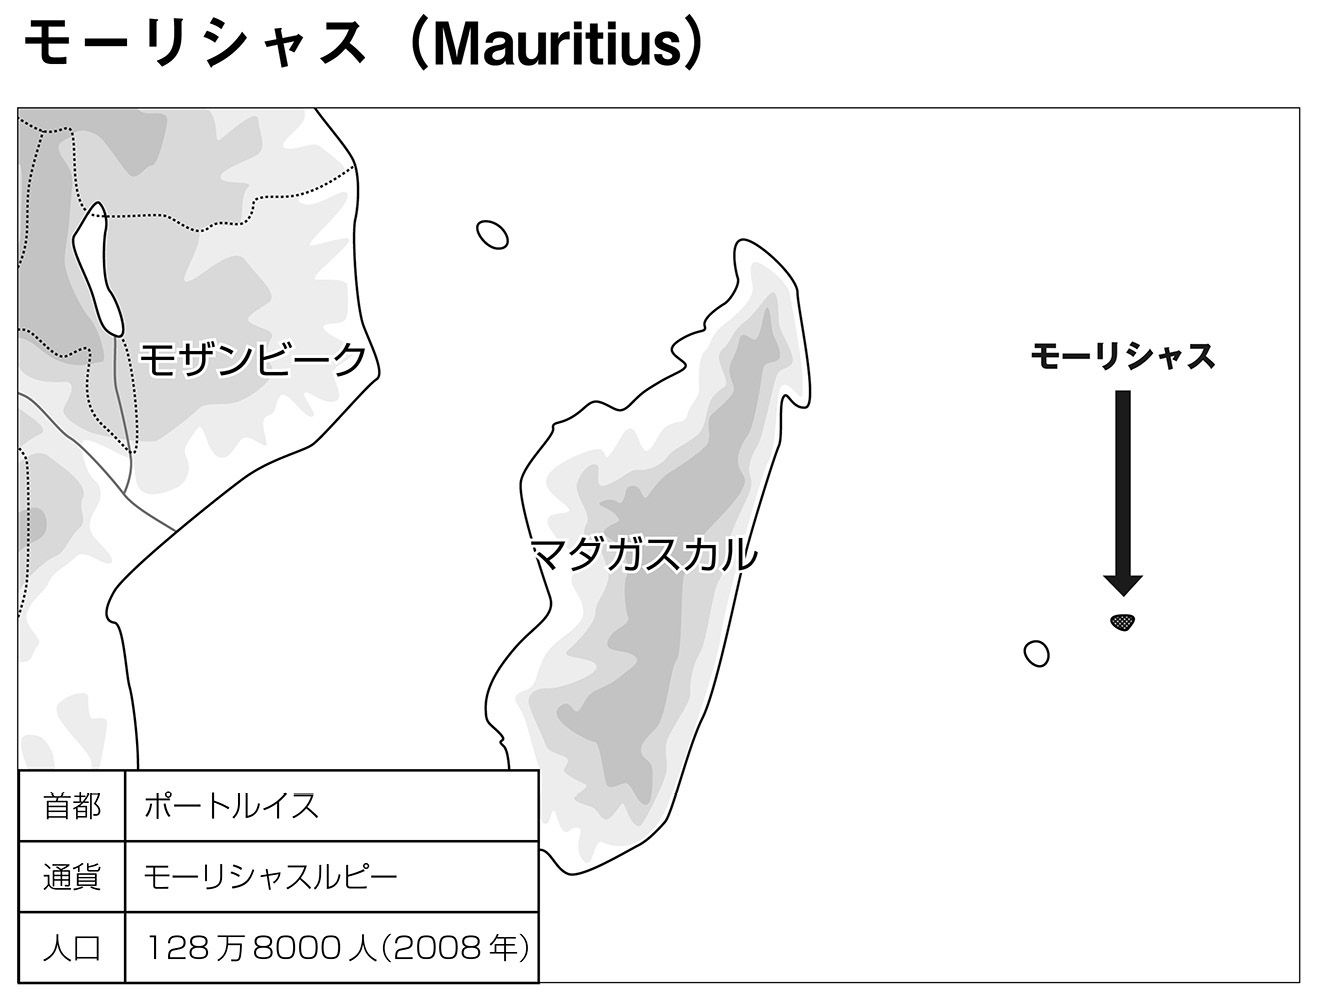 モーリシャス（Mauritius）
モザンビーク
モーリシャス
マダガスカル
首都 ポートルイス
通貨 モーリシャスルピー
人口 128万8000人(2008年)